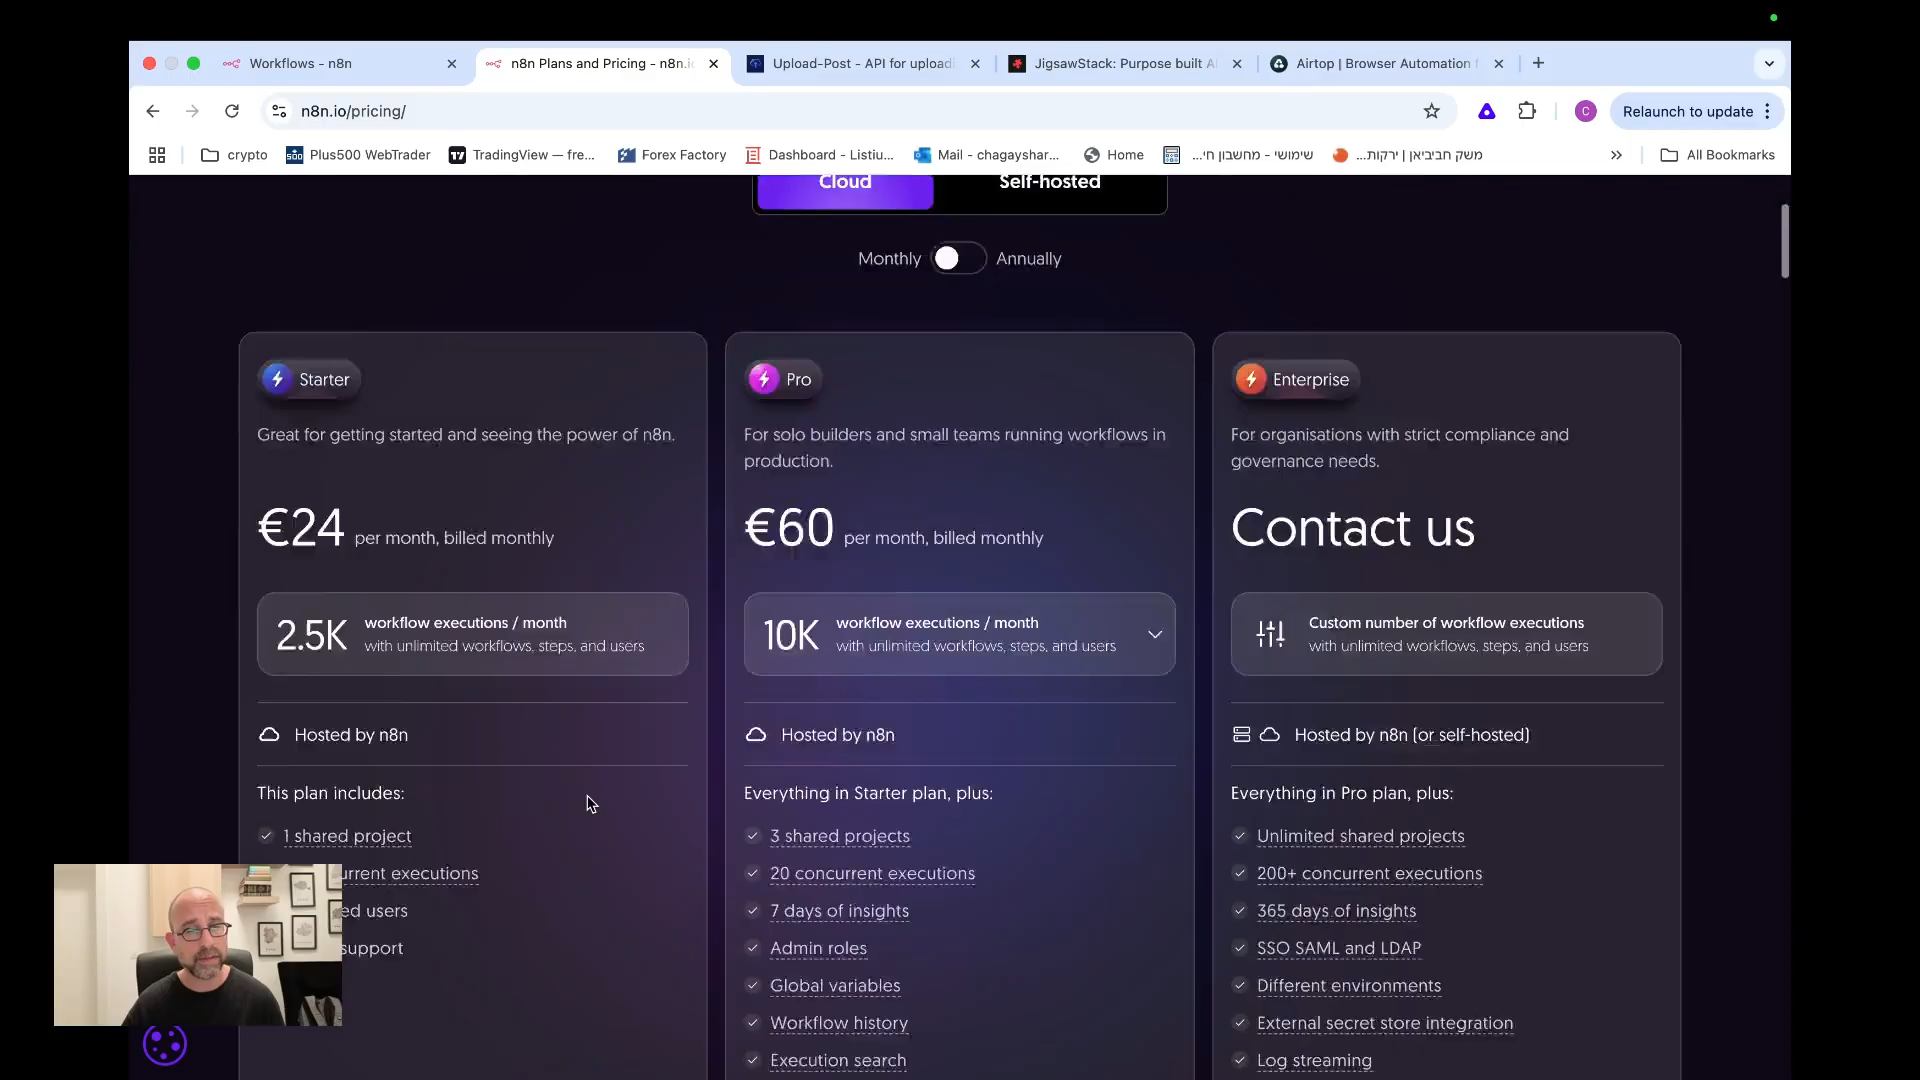 Workflows - n8n
n8n Plans and Pricing - n8n.i
Upload-Post - API for upload
JigsawStack: Purpose built A
Airtop | Browser Automation
n8n.io/pricing/
C
Relaunch to update
crypto
500
Plus500 WebTrader
TradingView — fre...
Forex Factory
Dashboard - Listiu...
Mail - chagayshar...
Home
שימושי - מחשבון חי...
משק חביביאן | ירקות...
All Bookmarks
Cloud
Self-hosted
Monthly
Annually
Starter
Great for getting started and seeing the power of n8n.
€24 per month, billed monthly
2.5K
workflow executions / month
with unlimited workflows, steps, and users
Hosted by n8n
This plan includes:
1 shared project
urrent executions
ed users
support
Pro
For solo builders and small teams running workflows in
production.
€60 per month, billed monthly
10K
workflow executions / month
with unlimited workflows, steps, and users
Hosted by n8n
Everything in Starter plan, plus:
3 shared projects
20 concurrent executions
7 days of insights
Admin roles
Global variables
Workflow history
Execution search
Enterprise
For organisations with strict compliance and
governance needs.
Contact us
Custom number of workflow executions
with unlimited workflows, steps, and users
Hosted by n8n (or self-hosted)
Everything in Pro plan, plus:
Unlimited shared projects
200+ concurrent executions
365 days of insights
SSO SAML and LDAP
Different environments
External secret store integration
Log streaming